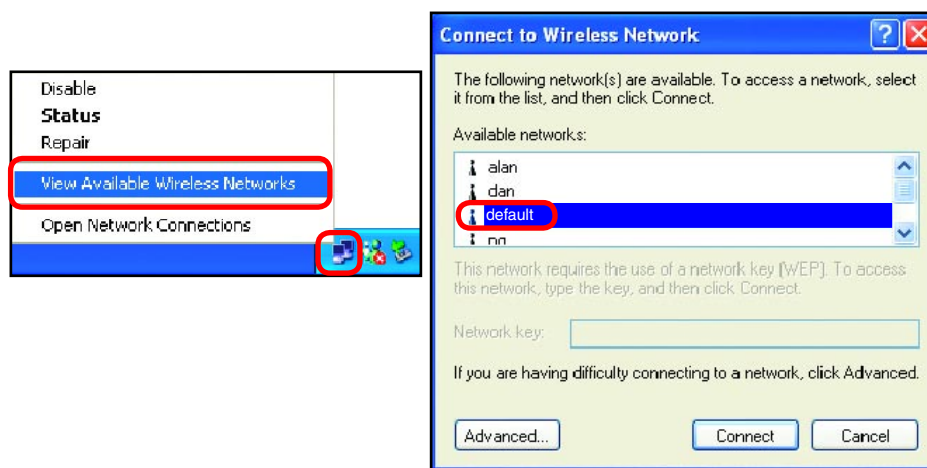 Disable
Status
Repair
View Available Wireless Networks
Open Network Connections
Connect to Wireless Network
The following network(s) are available. To access a network, select
it from the list, and then click Connect.
Available networks:
alan
dan
default
ng
This network requires the use of a network key (WEP). To access
this network, type the key, and then click Connect.
Network key:
If you are having difficulty connecting to a network, click Advanced.
Advanced...
Connect
Cancel